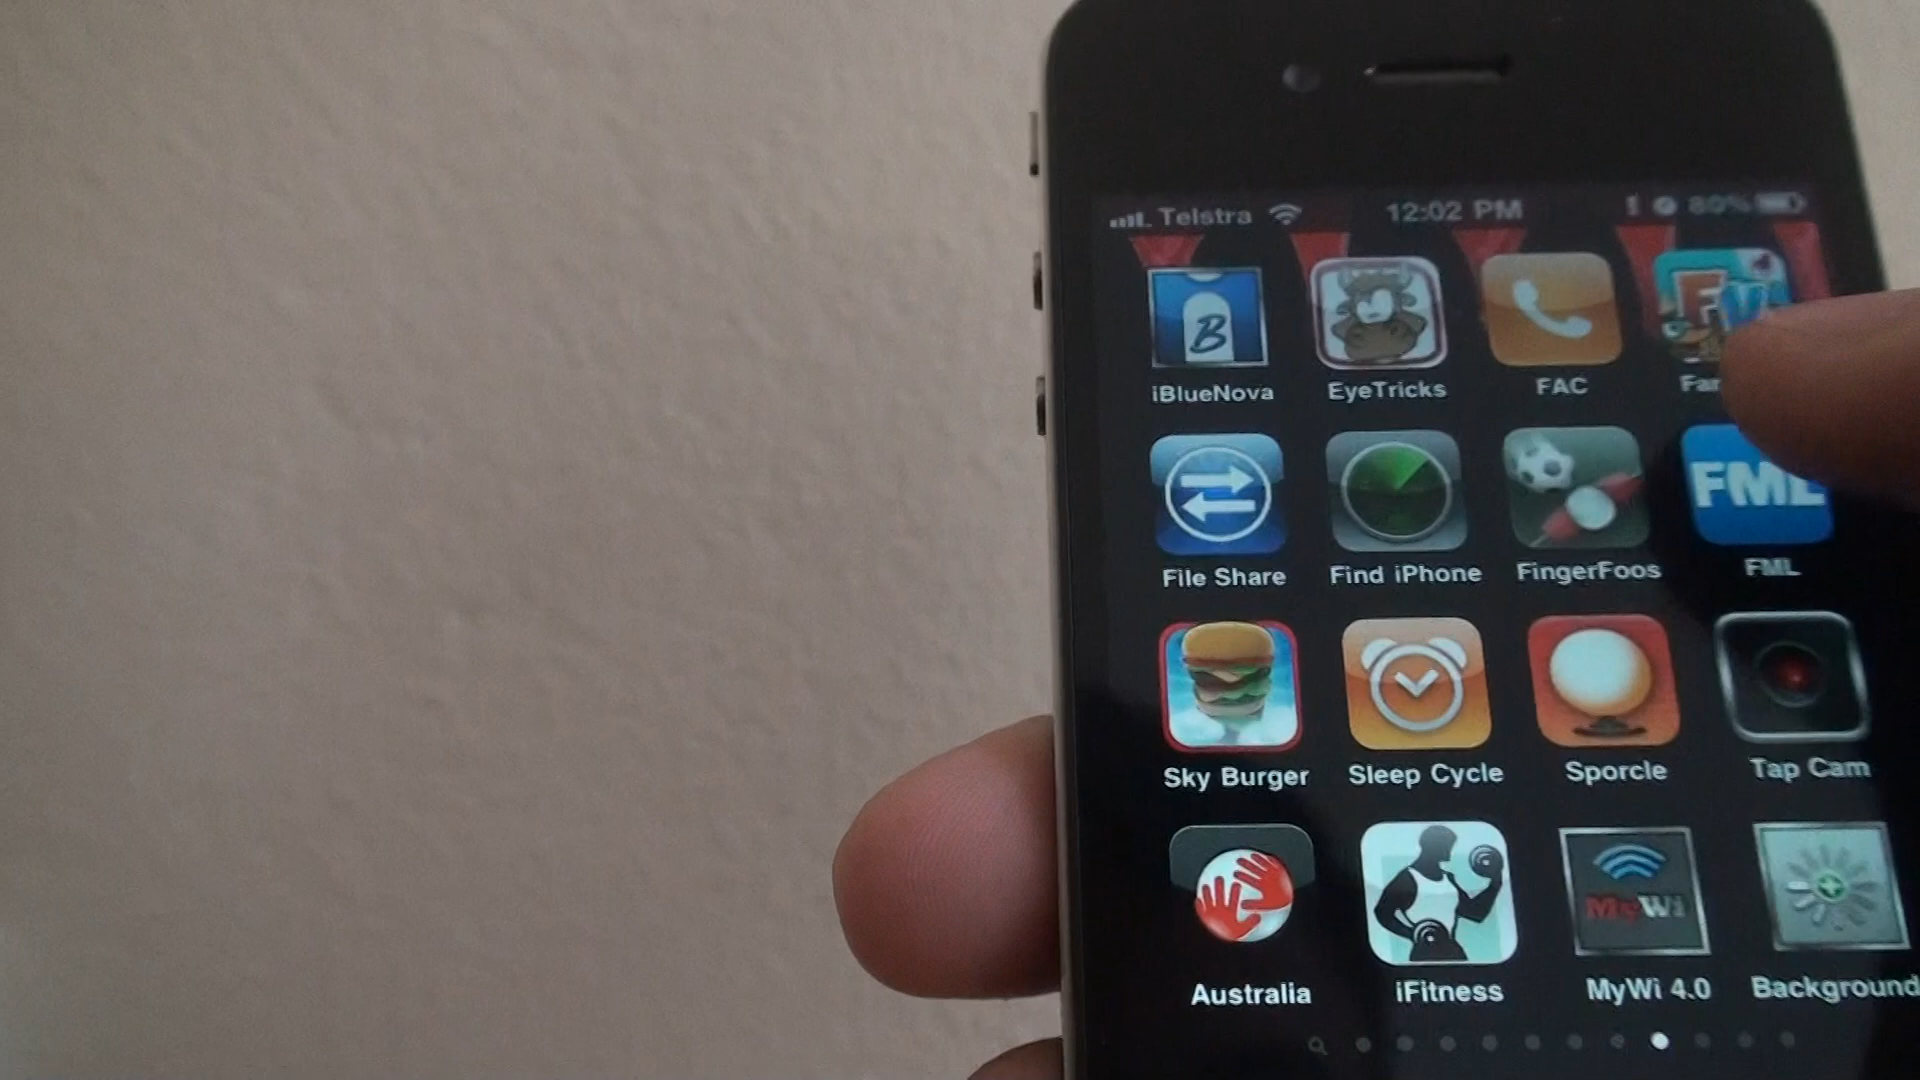 Telstra 12:02 PM 80%
B
iBlueNova EyeTricks FAC
FML
File Share Find iPhone FingerFoos FML
Sky Burger Sleep Cycle Sporcle Tap Cam
MyWi
Australia iFitness MyWi 4.0 Background